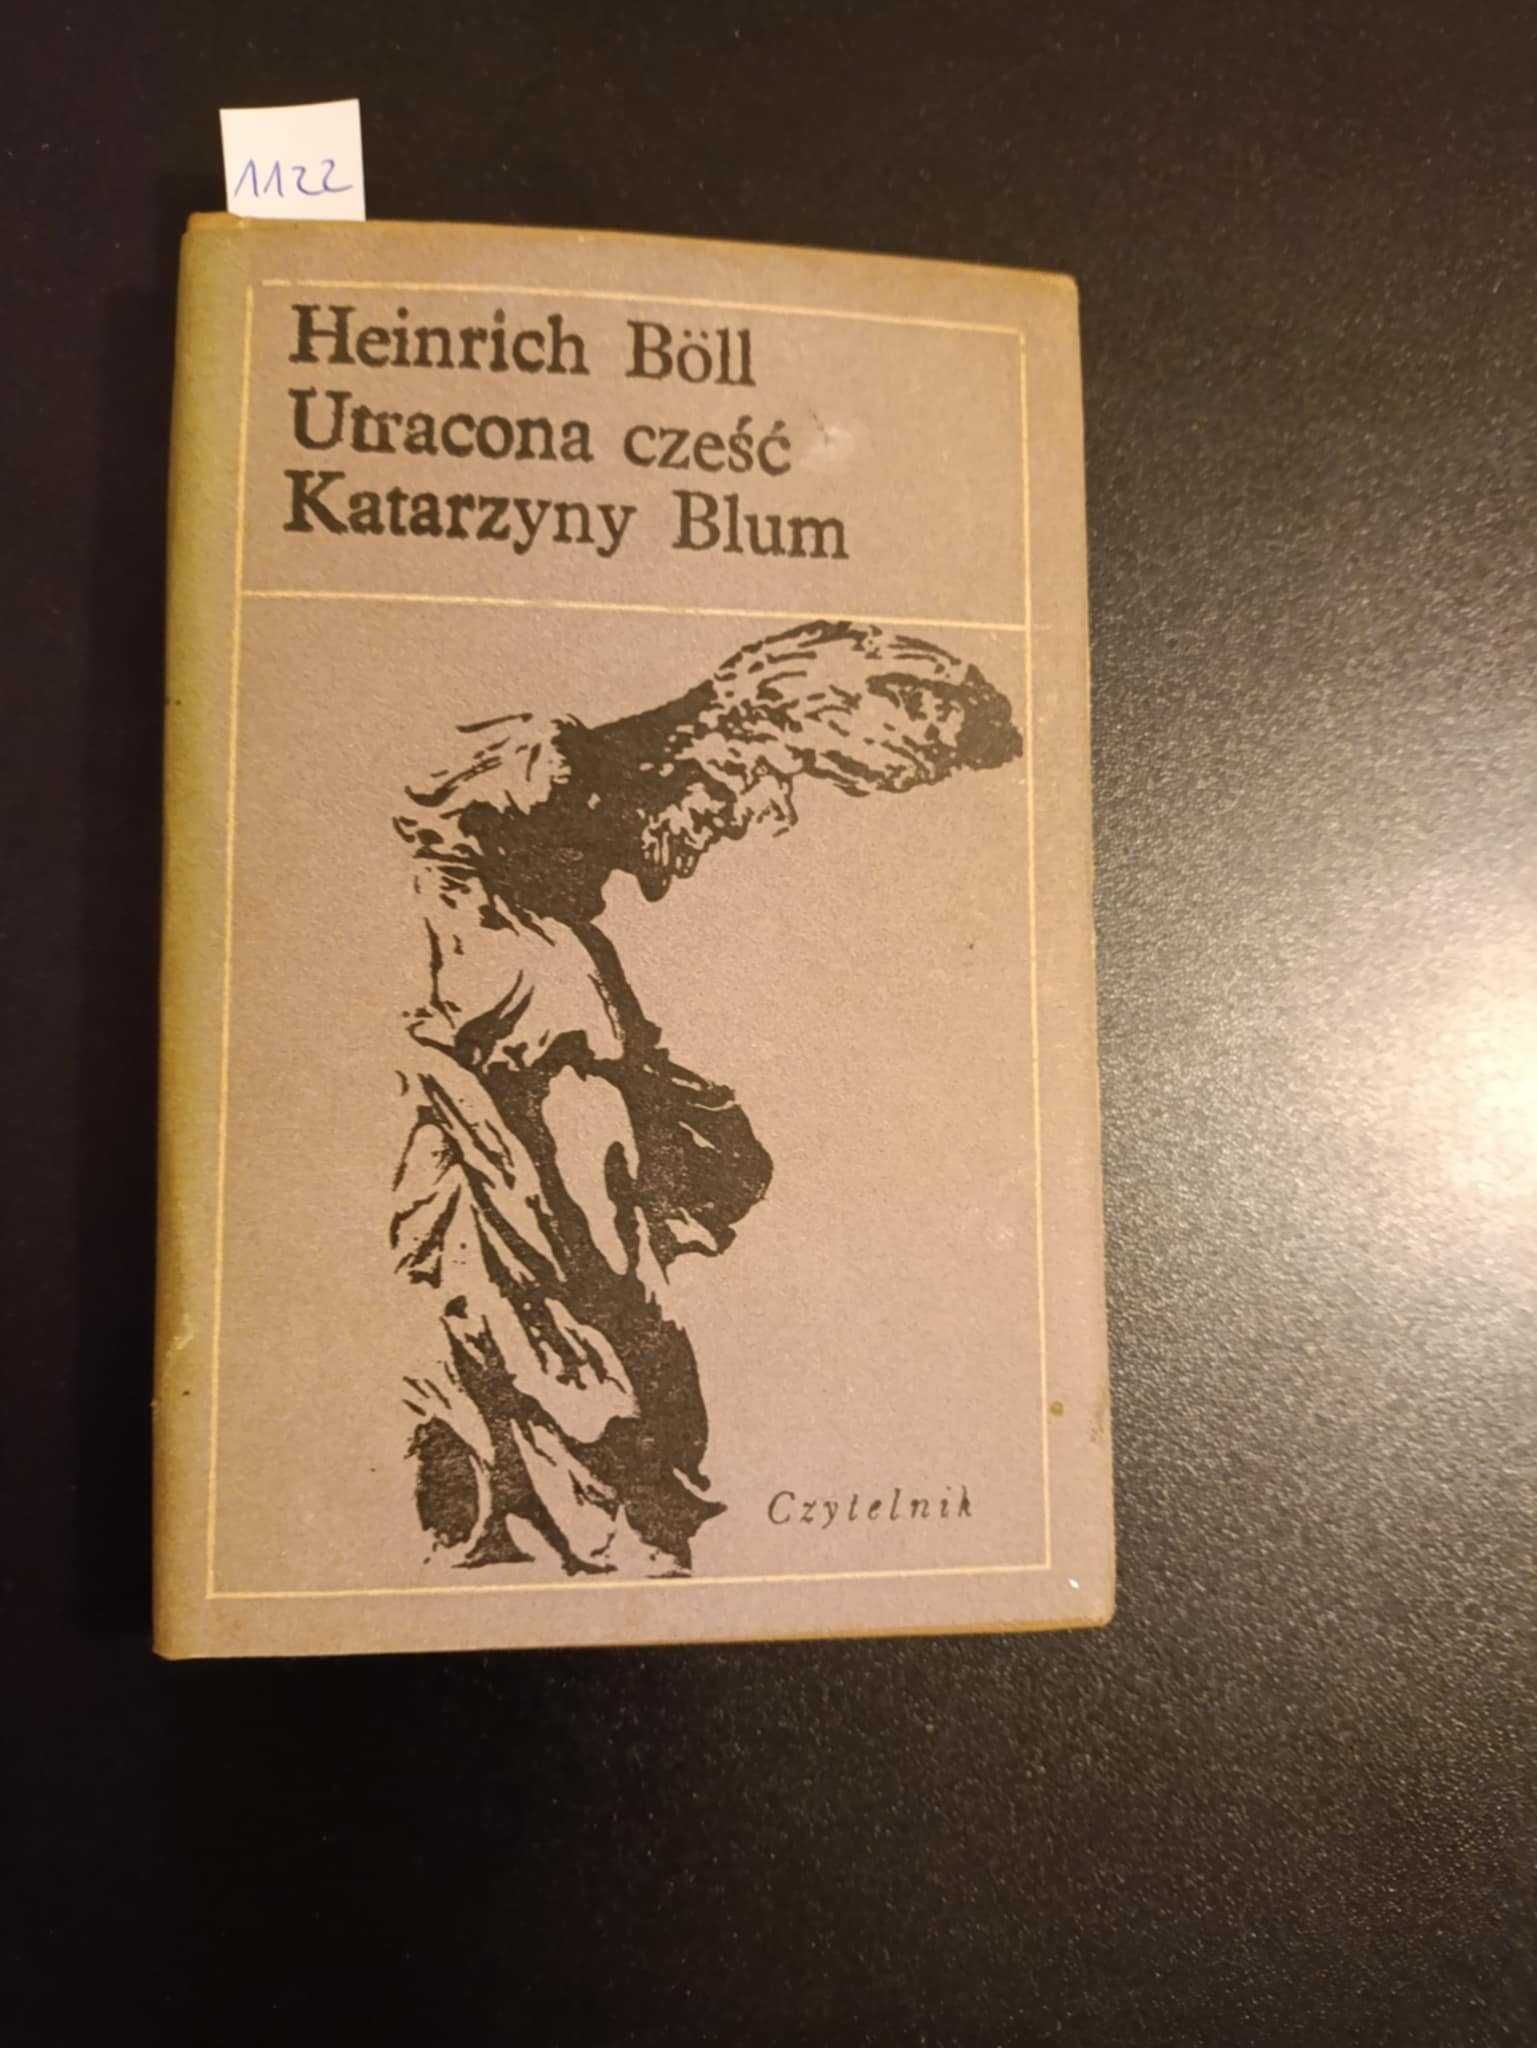 1122
Heinrich Böll
Utracona cześć
Katarzyny Blum
Czytelnik